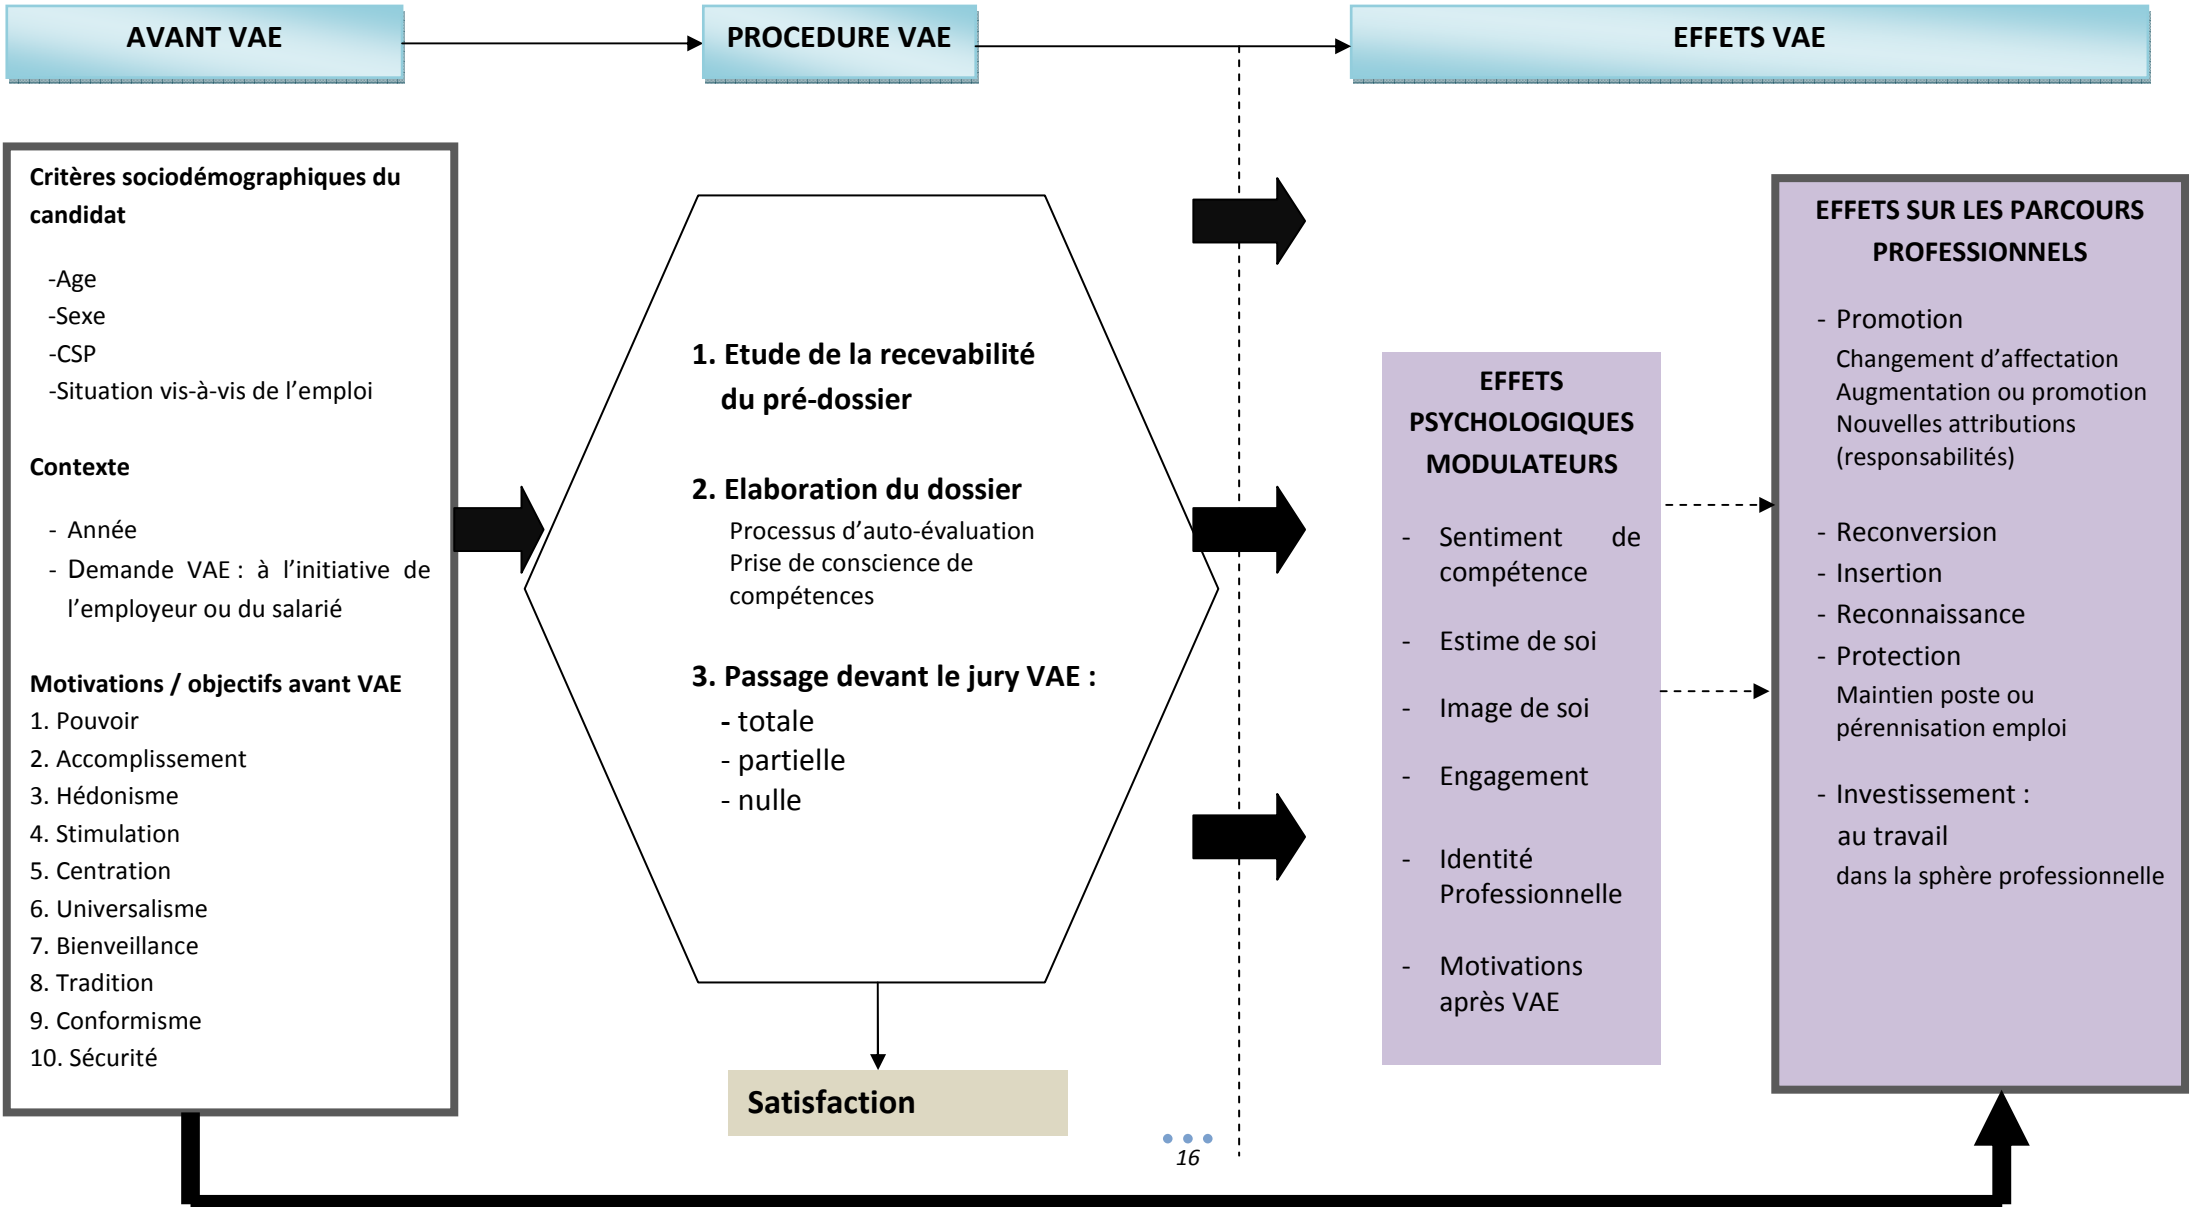 AVANT VAE
PROCEDURE VAE
EFFETS VAE
Critères sociodémographiques du
candidat
-Age
-Sexe
-CSP
-Situation vis-à-vis de l’emploi
Contexte
- Année
- Demande VAE : à l’initiative de
l’employeur ou du salarié
Motivations / objectifs avant VAE
1. Pouvoir
2. Accomplissement
3. Hédonisme
4. Stimulation
5. Centration
6. Universalisme
7. Bienveillance
8. Tradition
9. Conformisme
10. Sécurité
1. Etude de la recevabilité
du pré-dossier
2. Elaboration du dossier
Processus d’auto-évaluation
Prise de conscience de
compétences
3. Passage devant le jury VAE :
- totale
- partielle
- nulle
Satisfaction
EFFETS
PSYCHOLOGIQUES
MODULATEURS
- Sentiment de
compétence
- Estime de soi
- Image de soi
- Engagement
- Identité
Professionnelle
- Motivations
après VAE
EFFETS SUR LES PARCOURS
PROFESSIONNELS
- Promotion
Changement d’affectation
Augmentation ou promotion
Nouvelles attributions
(responsabilités)
- Reconversion
- Insertion
- Reconnaissance
- Protection
Maintien poste ou
pérennisation emploi
- Investissement :
au travail
dans la sphère professionnelle
16